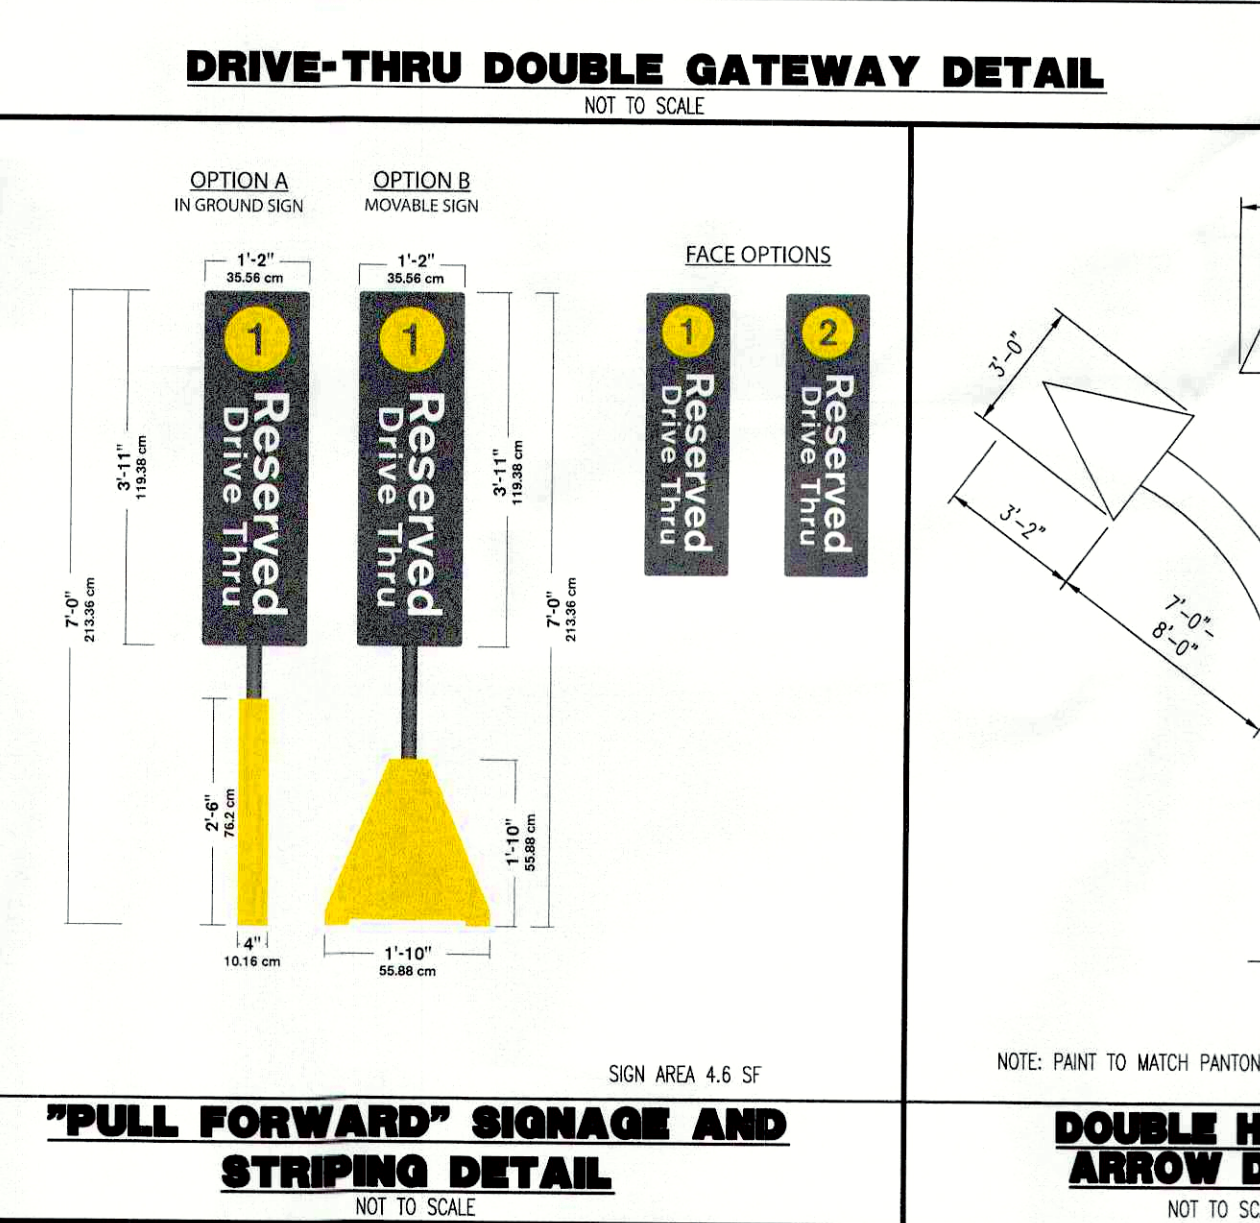 DRIVE-THRU DOUBLE GATEWAY DETAIL
NOT TO SCALE
OPTION A
IN GROUND SIGN
OPTION B
MOVABLE SIGN
FACE OPTIONS
1'-2"
35.56 cm
1'-2"
35.56 cm
1
Reserved
Drive Thru
1
Reserved
Drive Thru
1
Reserved
Drive Thru
2
Reserved
Drive Thru
3'-11"
119.38 cm
7'-0"
213.36 cm
3'-11"
119.38 cm
7'-0"
213.36 cm
2'-6"
76.2 cm
4"
10.16 cm
1'-10"
55.88 cm
1'-10"
55.88 cm
SIGN AREA 4.6 SF
"PULL FORWARD" SIGNAGE AND
STRIPING DETAIL
NOT TO SCALE
3'-0"
3'-2"
7'-0"-
8'-0"
NOTE: PAINT TO MATCH PANTON
DOUBLE H
ARROW D
NOT TO SC